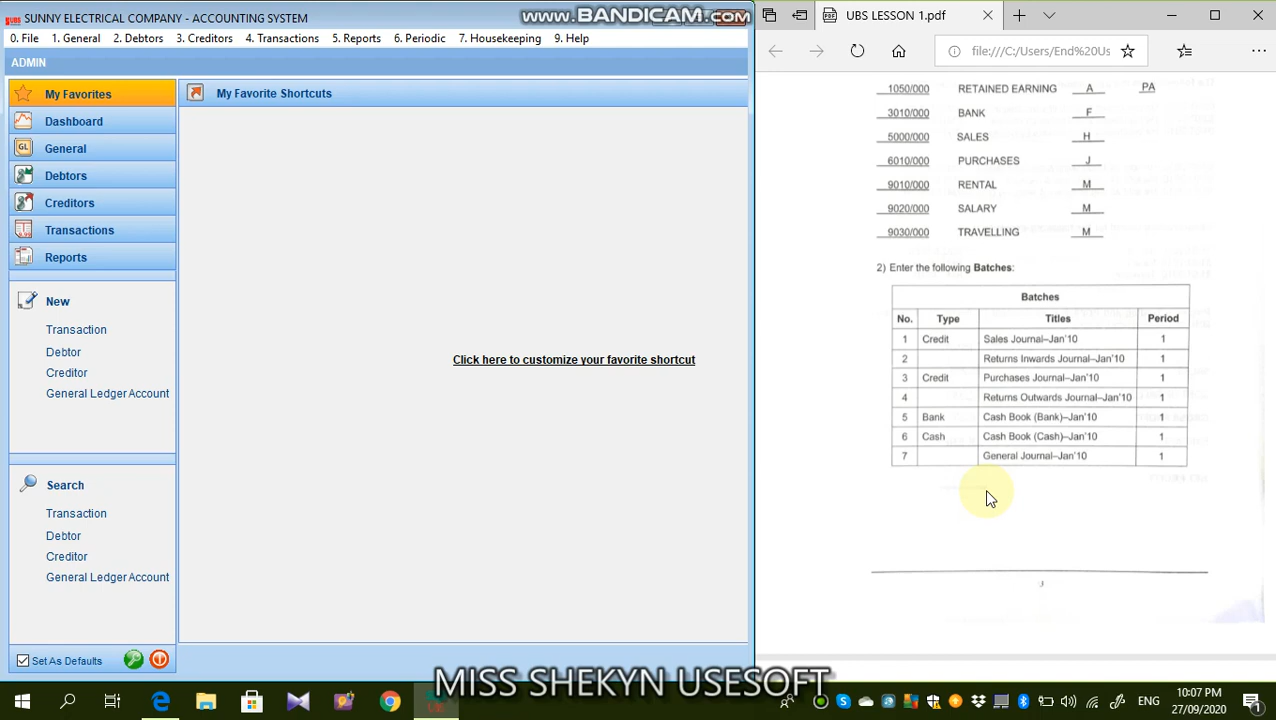 UBS SUNNY ELECTRICAL COMPANY - ACCOUNTING SYSTEM
www.BANDICAM.com
0. File 1. General 2. Debtors 3. Creditors 4. Transactions 5. Reports 6. Periodic 7. Housekeeping 9. Help
ADMIN
My Favorites
Dashboard
GL General
Debtors
Creditors
Transactions
Reports
New
Transaction
Debtor
Creditor
General Ledger Account
Search
Transaction
Debtor
Creditor
General Ledger Account
Set As Defaults
My Favorite Shortcuts
Click here to customize your favorite shortcut
PDF UBS LESSON 1.pdf
file:///C:/Users/End%20Us
1050/000 RETAINED EARNING A PA
3010/000 BANK F
5000/000 SALES H
6010/000 PURCHASES J
9010/000 RENTAL M
9020/000 SALARY M
9030/000 TRAVELLING M
2) Enter the following Batches:
Batches
No. Type Titles Period
1 Credit Sales Journal–Jan'10 1
2 Returns Inwards Journal–Jan'10 1
3 Credit Purchases Journal–Jan'10 1
4 Returns Outwards Journal–Jan'10 1
5 Bank Cash Book (Bank)–Jan'10 1
6 Cash Cash Book (Cash)–Jan'10 1
7 General Journal–Jan'10 1
MISS SHEKYN USESOFT
ENG
10:07 PM
27/09/2020
1